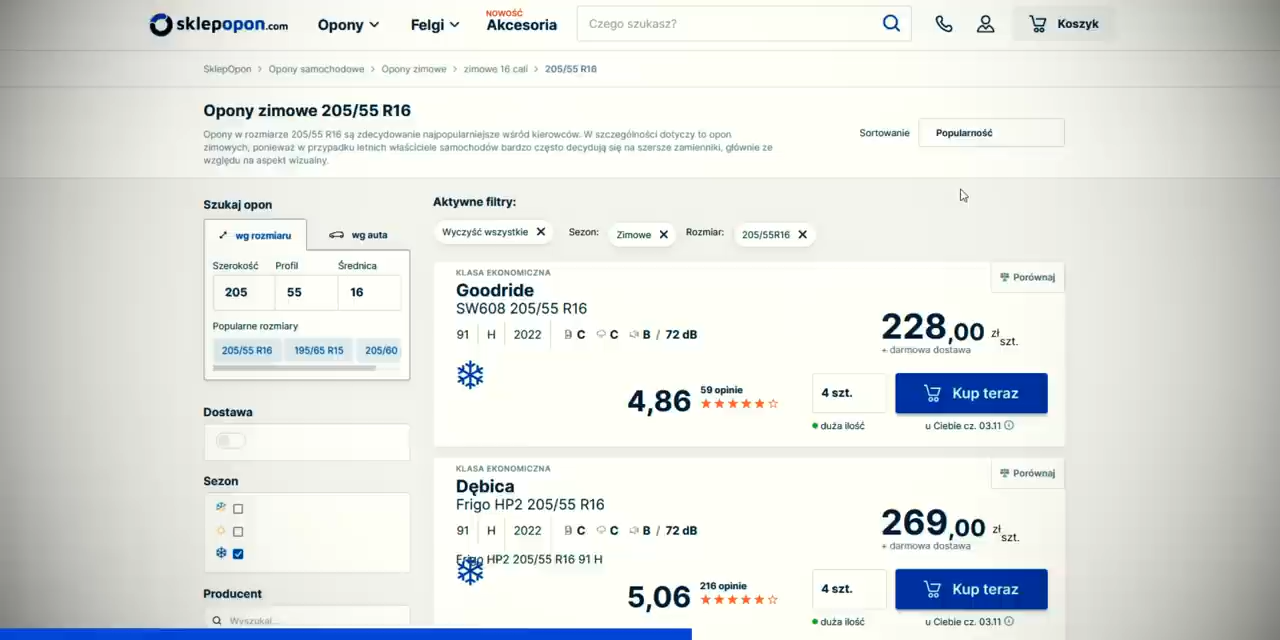 sklepopon.com
Opony
Felgi
NOWOŚĆ
Akcesoria
Czego szukasz?
Koszyk
SklepOpon > Opony samochodowe > Opony zimowe > zimowe 16 cali > 205/55 R16
Opony zimowe 205/55 R16
Opony w rozmiarze 205/55 R16 są zdecydowanie najpopularniejsze wśród kierowców. W szczególności dotyczy to opon
zimowych, ponieważ w przypadku letnich właściciele samochodów bardzo często decydują się na szersze zamienniki, głównie ze
względu na aspekt wizualny.
Sortowanie
Popularność
Szukaj opon
wg rozmiaru
wg auta
Szerokość Profil Średnica
205 55 16
Popularne rozmiary
205/55 R16 195/65 R15 205/60
Dostawa
Sezon
Producent
Wyszukaj...
Aktywne filtry:
Wyczyść wszystkie
Sezon:
Zimowe
Rozmiar:
205/55R16
KLASA EKONOMICZNA
Porównaj
Goodride
SW608 205/55 R16
91 H 2022 C C B / 72 dB
228,00 zł szt.
+ darmowa dostawa
4,86
59 opinie
4 szt.
Kup teraz
duża ilość
u Ciebie cz. 03.11
KLASA EKONOMICZNA
Porównaj
Dębica
Frigo HP2 205/55 R16
91 H 2022 C C B / 72 dB
Frigo HP2 205/55 R16 91 H
269,00 zł szt.
+ darmowa dostawa
5,06
216 opinie
4 szt.
Kup teraz
duża ilość
u Ciebie cz. 03.11